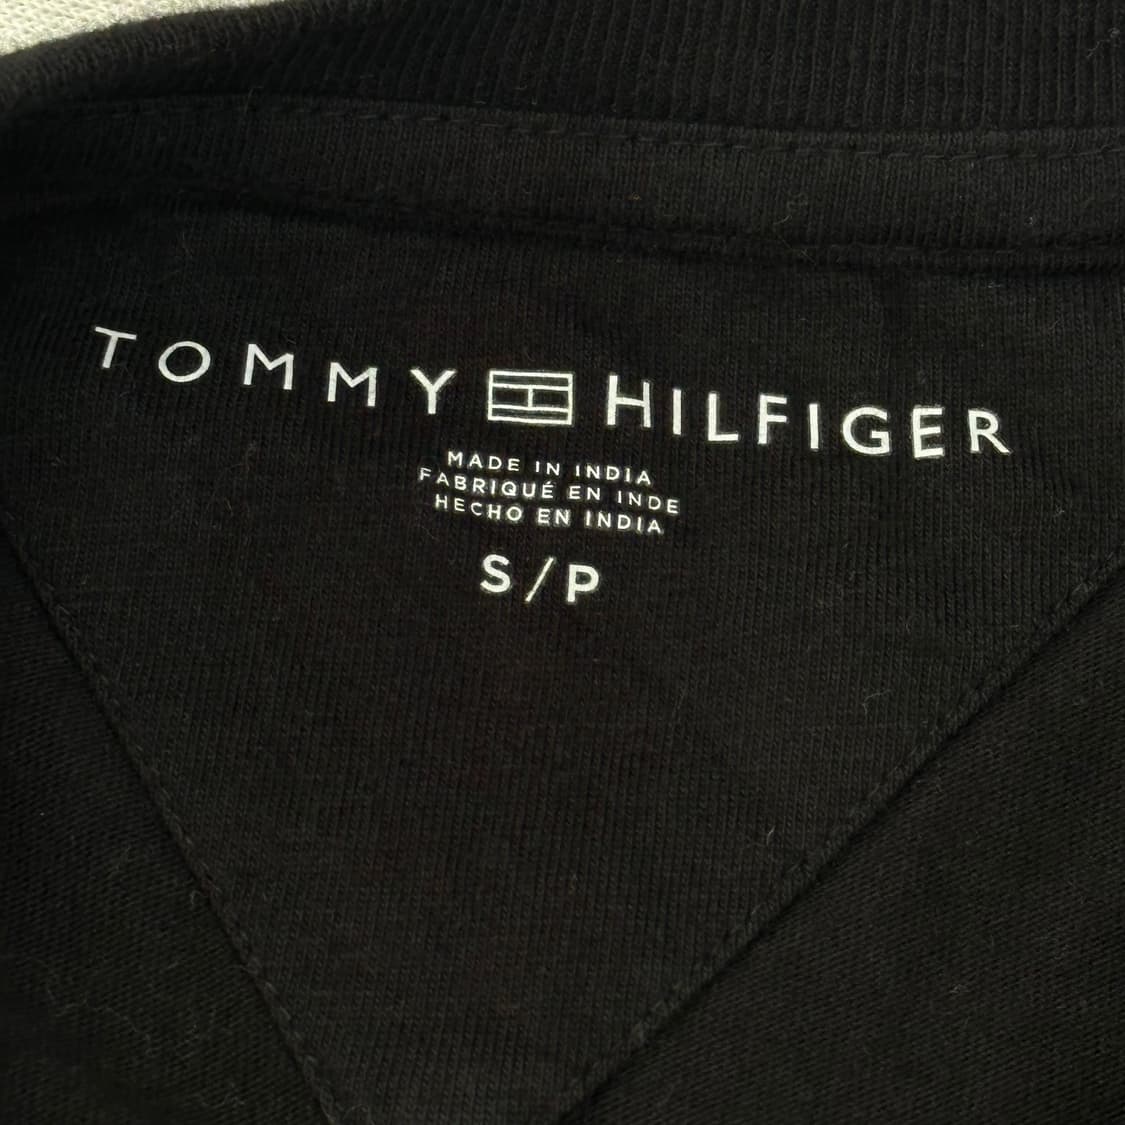 TOMMY HILFIGER
MADE IN INDIA
FABRIQUÉ EN INDE
HECHO EN INDIA
S/P